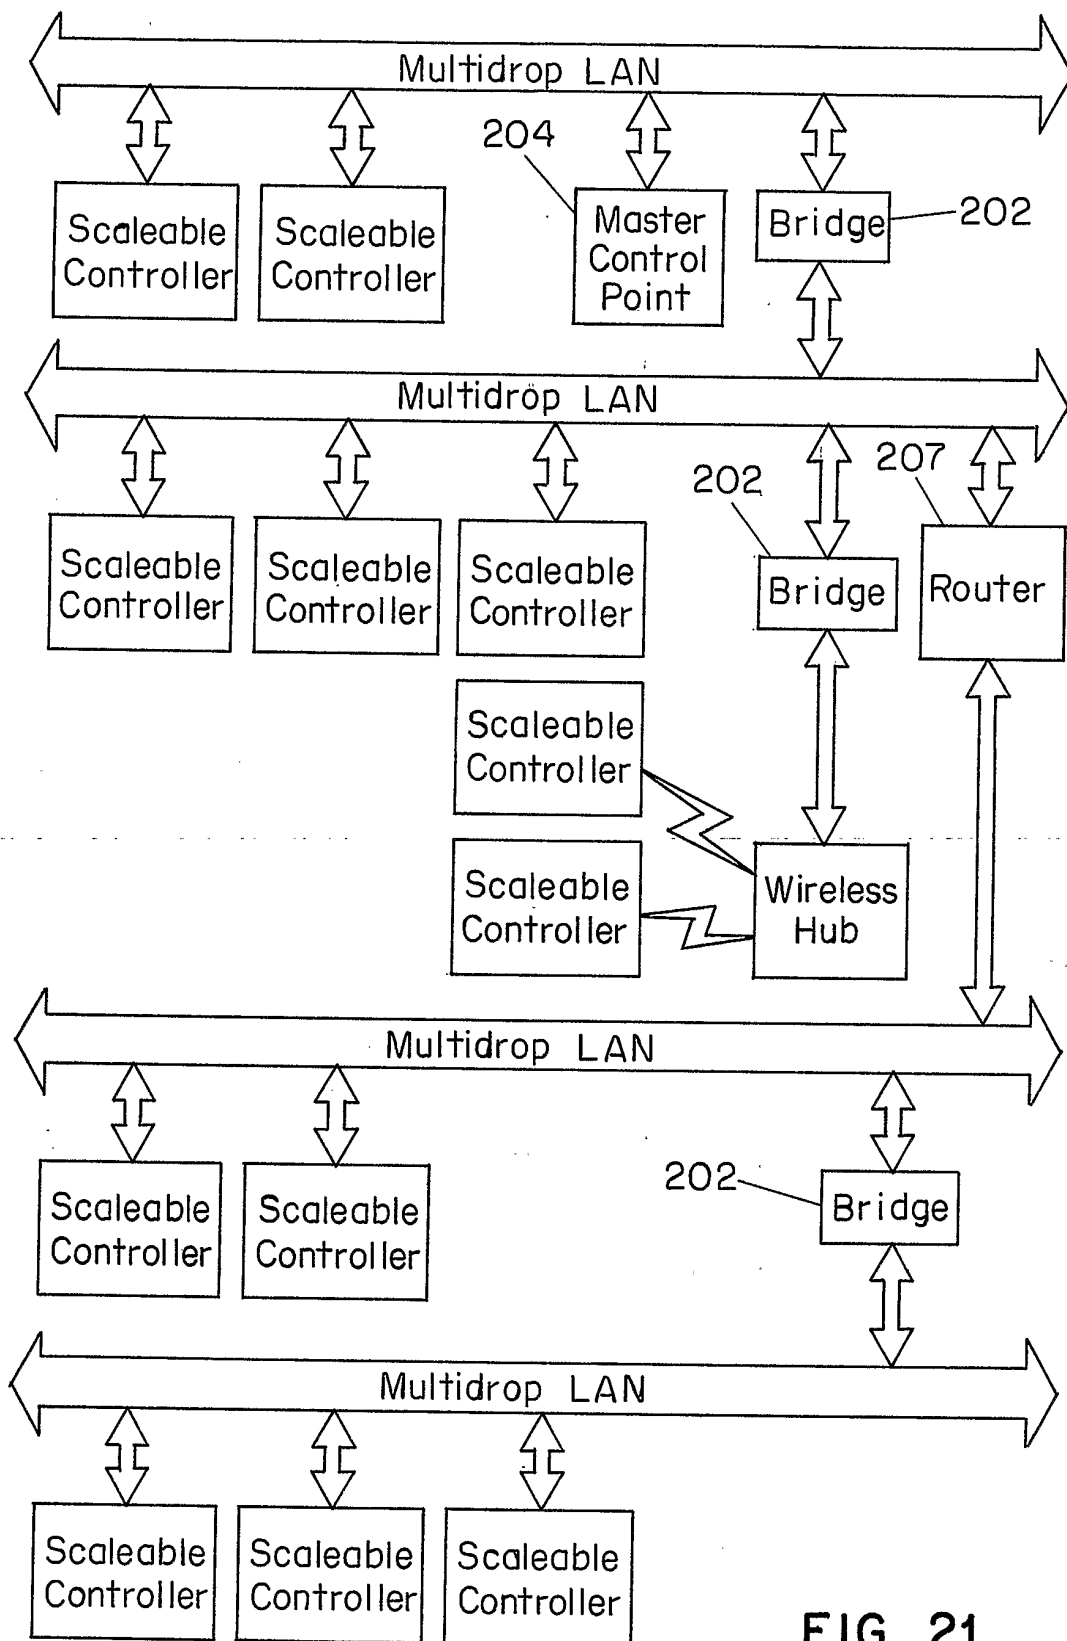 Multidrop LAN
204
Scaleable
Controller
Scaleable
Controller
Master
Control
Point
Bridge
202
Multidrop LAN
202
207
Scaleable
Controller
Scaleable
Controller
Scaleable
Controller
Bridge
Router
Scaleable
Controller
Scaleable
Controller
Wireless
Hub
Multidrop LAN
Scaleable
Controller
Scaleable
Controller
202
Bridge
Multidrop LAN
Scaleable
Controller
Scaleable
Controller
Scaleable
Controller
FIG. 21